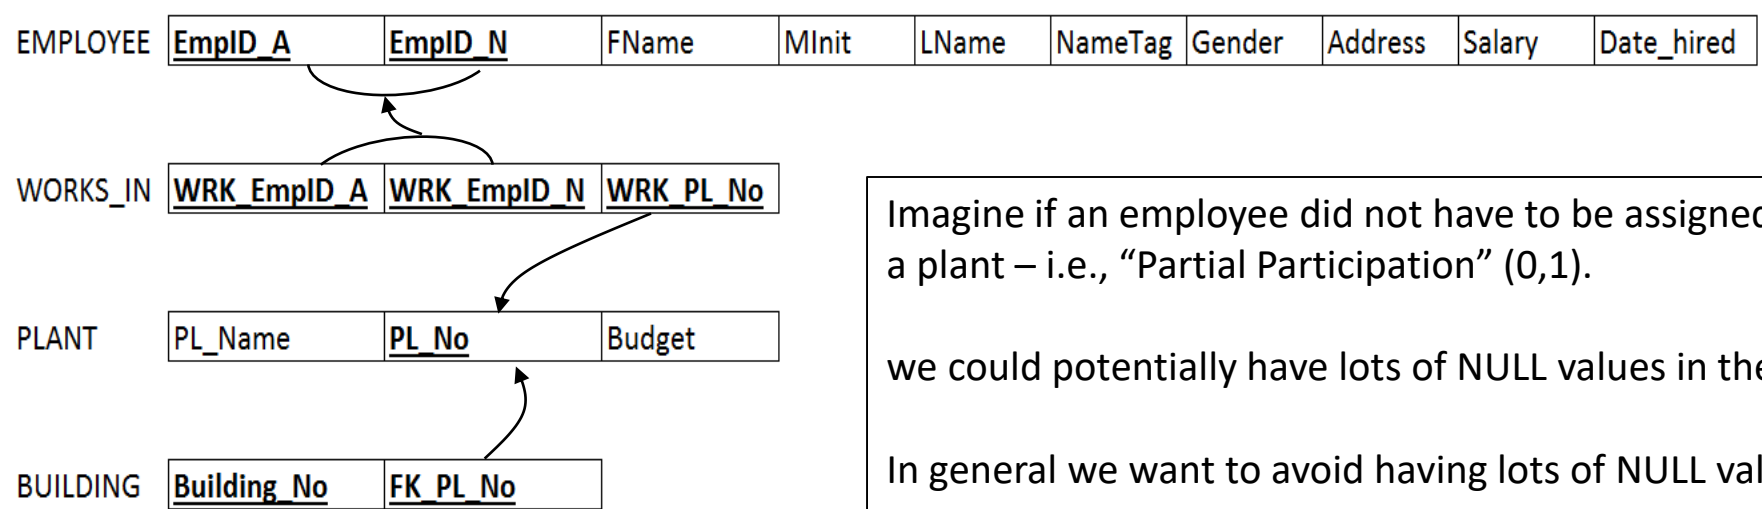 EMPLOYEE EmpID_A EmpID_N FName MInit LName NameTag Gender Address Salary Date_hired
WORKS_IN WRK_EmpID_A WRK_EmpID_N WRK_PL_No
Imagine if an employee did not have to be assigned
a plant – i.e., “Partial Participation” (0,1).
PLANT PL_Name PL_No Budget
we could potentially have lots of NULL values in the
In general we want to avoid having lots of NULL val
BUILDING Building_No FK_PL_No